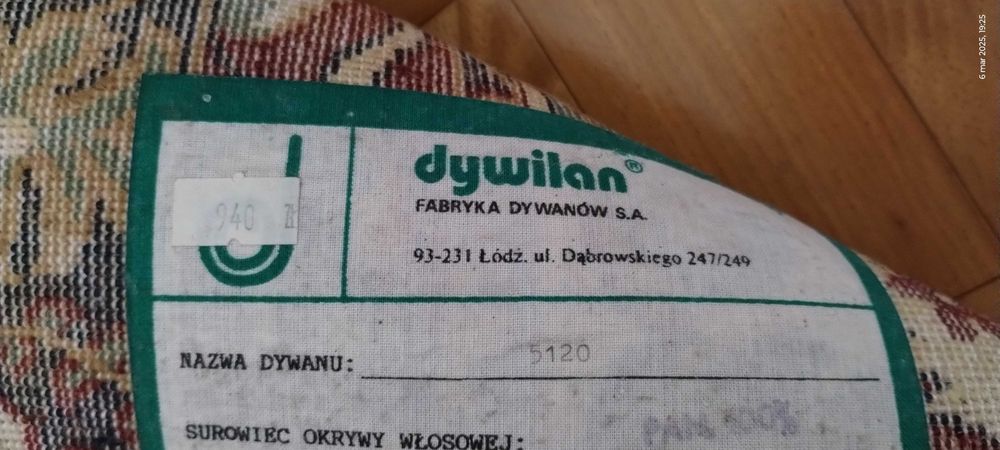 6 mar 2025, 19:25
940 zł
dywilan®
FABRYKA DYWANÓW S.A.
93-231 Łódź. ul. Dąbrowskiego 247/249
NAZWA DYWANU: 5120
SUROWIEC OKRYWY WŁOSOWEJ: 100%